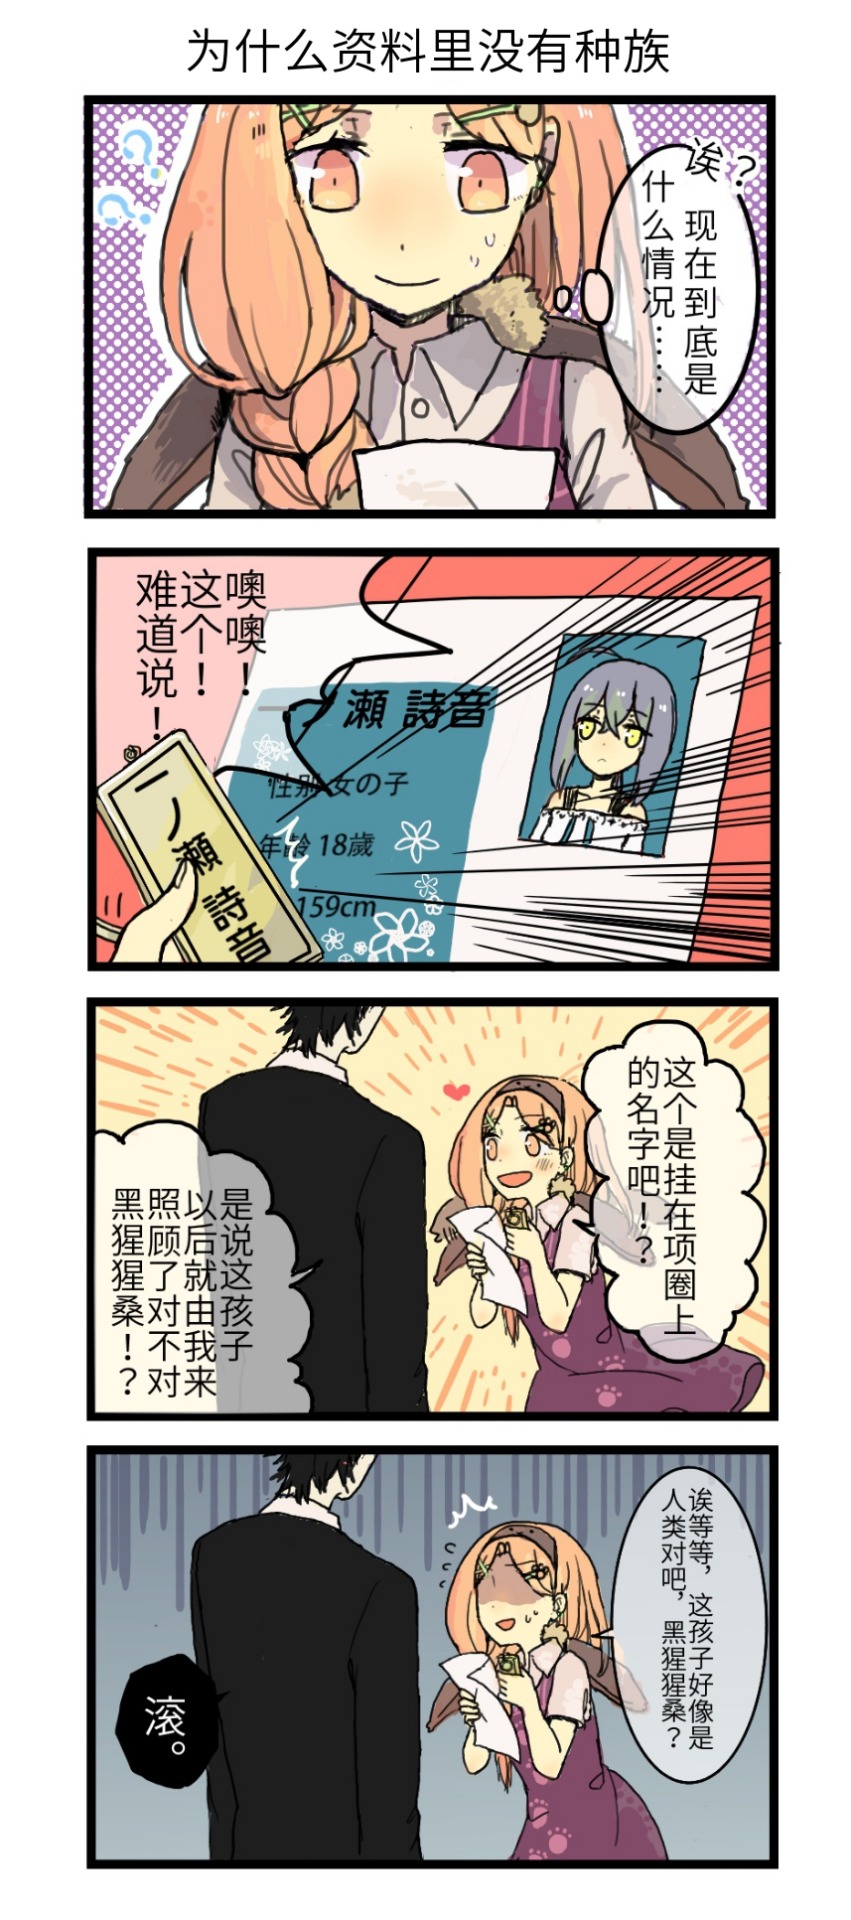 为什么资料里没有种族
诶？
现在到底是
什么情况……
噢噢！
这个！
难道说！
一ノ瀬 詩音
性别 女の子
年齢 18歲
159cm
一ノ瀬 詩音
这个是挂在项圈上
的名字吧！？
是说这孩子
以后就由我来
照顾了对不对
黑猩猩桑！？
诶等等，这孩子好像是
人类对吧，黑猩猩桑？
滚。